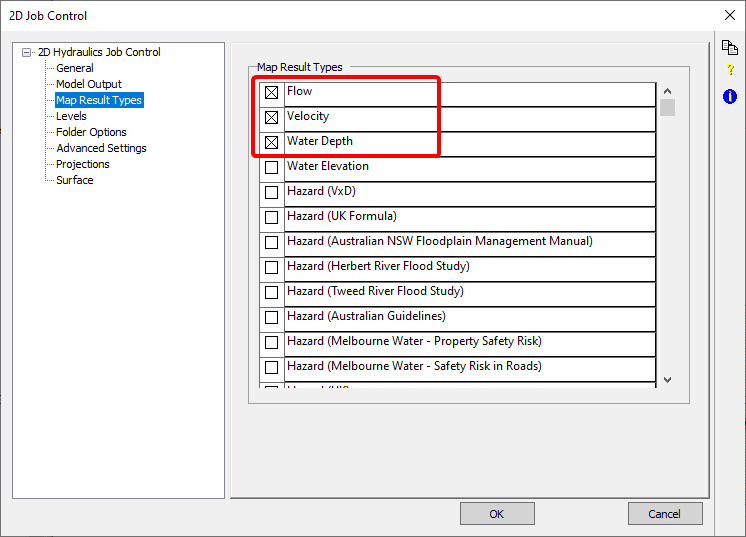 2D Job Control
2D Hydraulics Job Control
General
Model Output
Map Result Types
Levels
Folder Options
Advanced Settings
Projections
Surface
Map Result Types
Flow
Velocity
Water Depth
Water Elevation
Hazard (VxD)
Hazard (UK Formula)
Hazard (Australian NSW Floodplain Management Manual)
Hazard (Herbert River Flood Study)
Hazard (Tweed River Flood Study)
Hazard (Australian Guidelines)
Hazard (Melbourne Water - Property Safety Risk)
Hazard (Melbourne Water - Safety Risk in Roads)
?
i
OK
Cancel